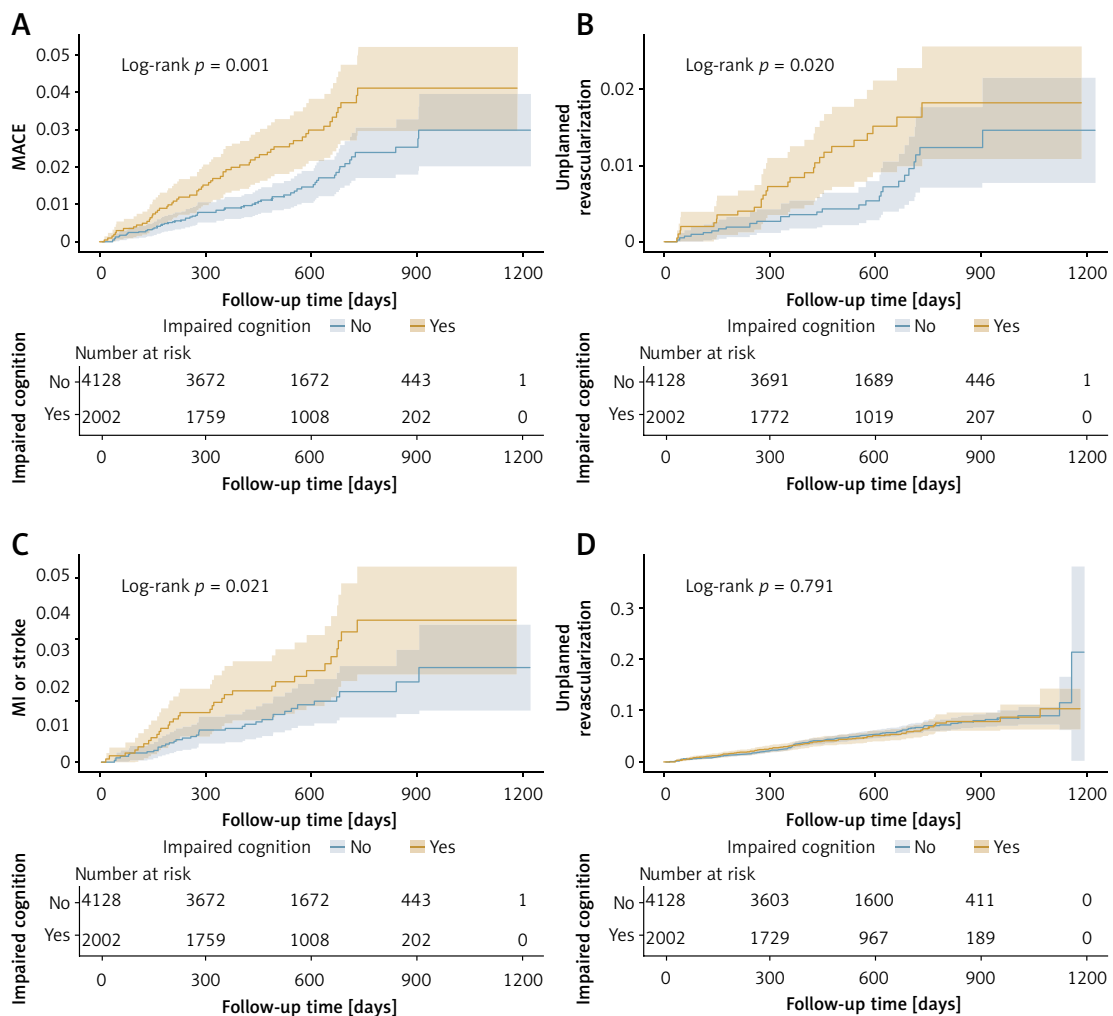 A
Log-rank p = 0.001
MACE
0.05
0.04
0.03
0.02
0.01
0
0 300 600 900 1200
Follow-up time [days]
Impaired cognition No Yes
Number at risk
Impaired cognition
No 4128 3672 1672 443 1
Yes 2002 1759 1008 202 0
0 300 600 900 1200
Follow-up time [days]
B
Log-rank p = 0.020
Unplanned
revascularization
0.02
0.01
0
0 300 600 900 1200
Follow-up time [days]
Impaired cognition No Yes
Number at risk
Impaired cognition
No 4128 3691 1689 446 1
Yes 2002 1772 1019 207 0
0 300 600 900 1200
Follow-up time [days]
C
Log-rank p = 0.021
MI or stroke
0.05
0.04
0.03
0.02
0.01
0
0 300 600 900 1200
Follow-up time [days]
Impaired cognition No Yes
Number at risk
Impaired cognition
No 4128 3672 1672 443 1
Yes 2002 1759 1008 202 0
0 300 600 900 1200
Follow-up time [days]
D
Log-rank p = 0.791
Unplanned
revascularization
0.3
0.1
0
0 300 600 900 1200
Follow-up time [days]
Impaired cognition No Yes
Number at risk
Impaired cognition
No 4128 3603 1600 411 0
Yes 2002 1729 967 189 0
0 300 600 900 1200
Follow-up time [days]